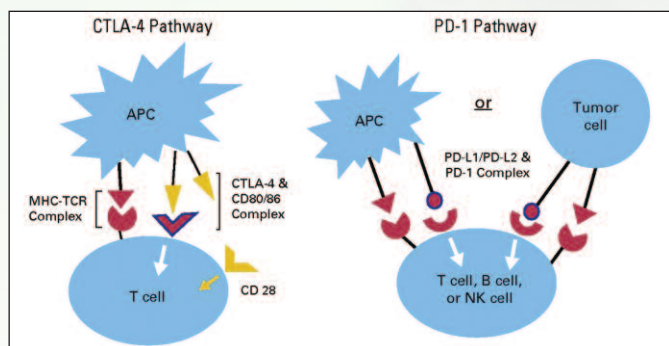 CTLA-4 Pathway
APC
MHC-TCR
Complex
CTLA-4 &
CD80/86
Complex
T cell
CD 28
PD-1 Pathway
APC
or
Tumor
cell
PD-L1/PD-L2 &
PD-1 Complex
T cell, B cell,
or NK cell